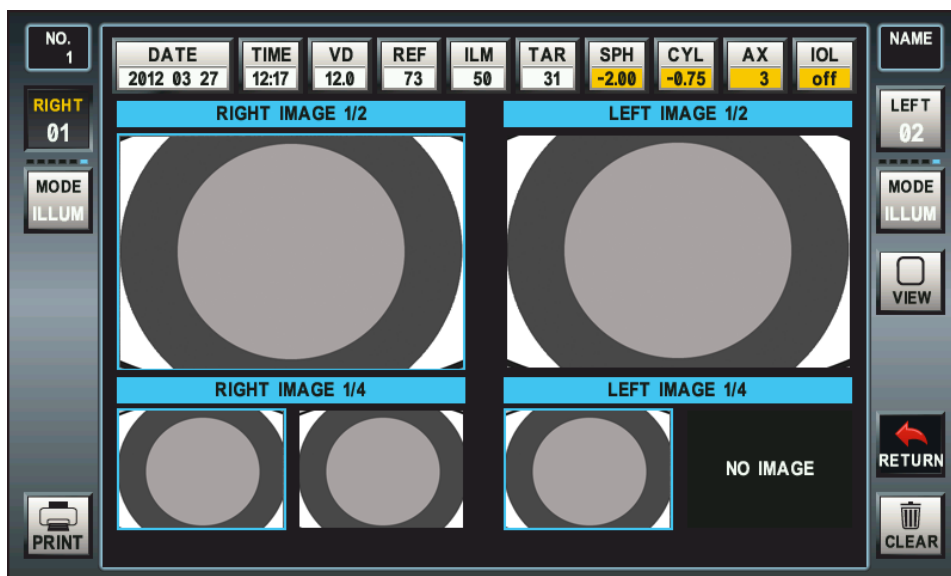 NO.
1
DATE TIME VD REF ILM TAR SPH CYL AX IOL
2012 03 27 12:17 12.0 73 50 31 -2.00 -0.75 3 off
NAME
RIGHT
01
MODE
ILLUM
RIGHT IMAGE 1/2 LEFT IMAGE 1/2
LEFT
02
MODE
ILLUM
VIEW
RIGHT IMAGE 1/4 LEFT IMAGE 1/4
NO IMAGE
RETURN
PRINT
CLEAR